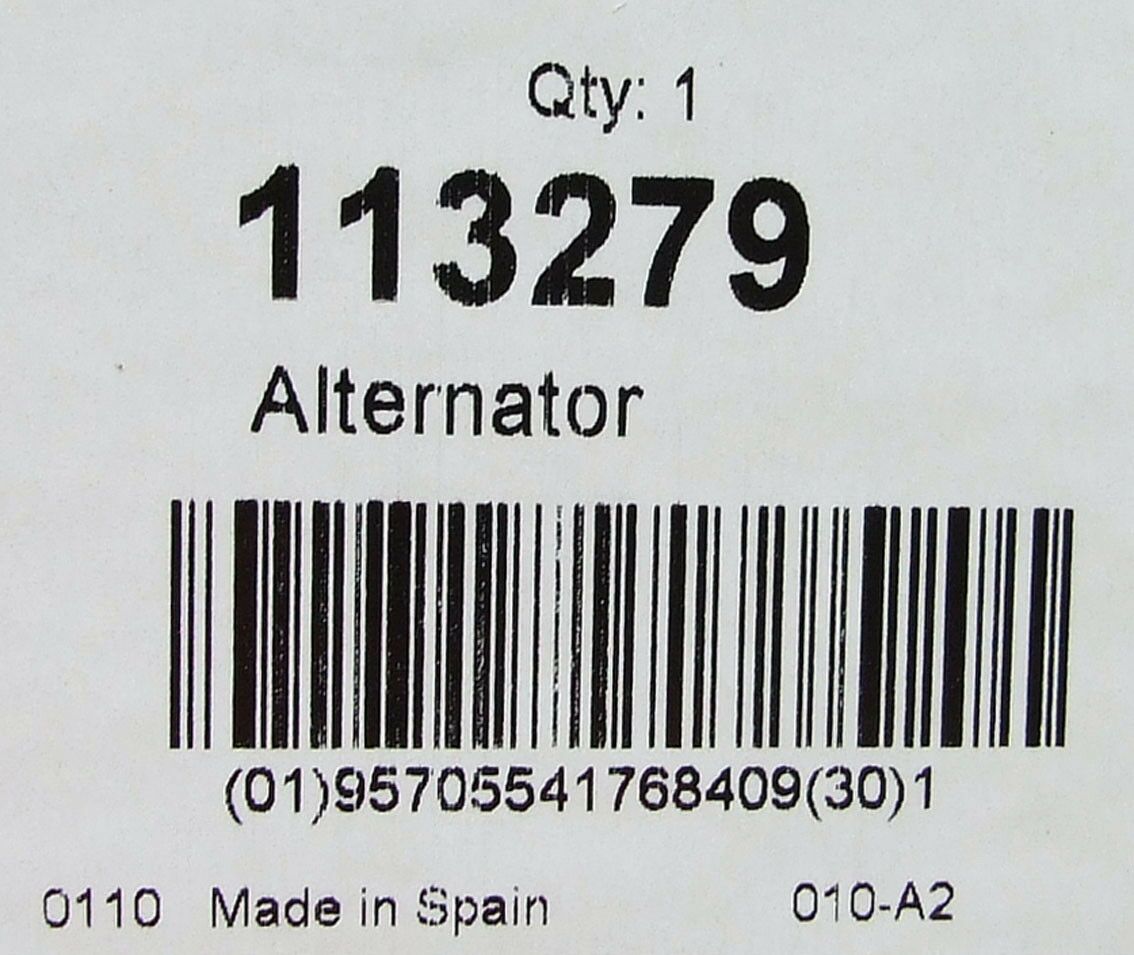 Qty: 1
113279
Alternator
(01)95705541768409(30)1
0110 Made in Spain 010-A2